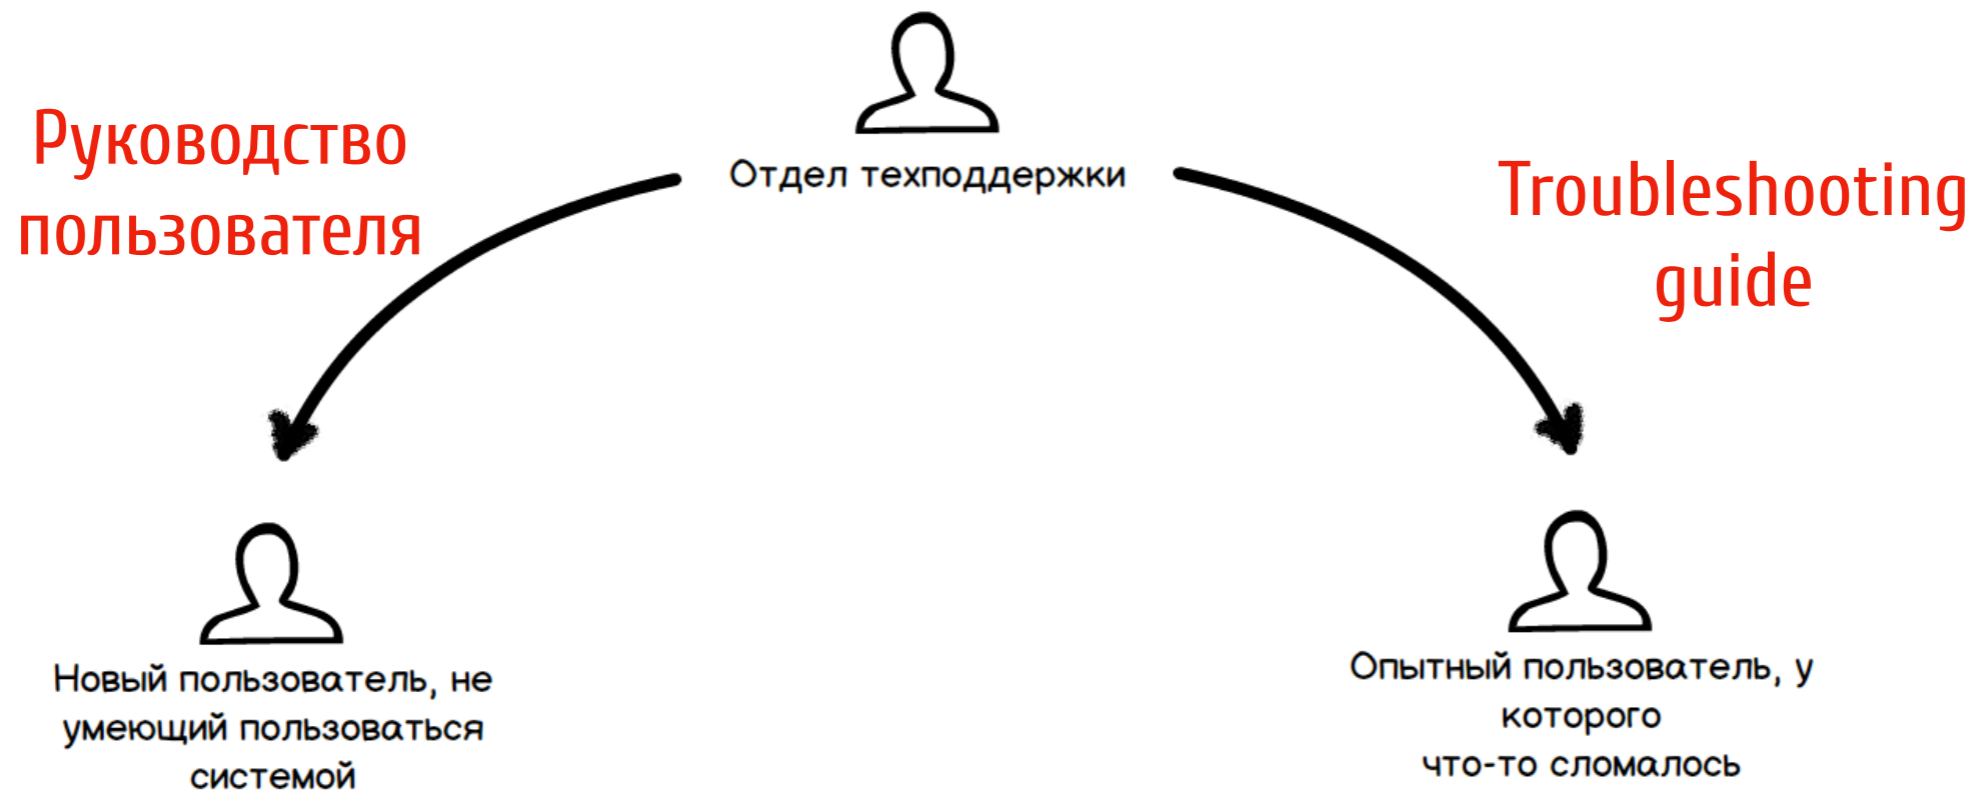 Отдел техподдержки
Руководство
пользователя
Troubleshooting
guide
Новый пользователь, не
умеющий пользоваться
системой
Опытный пользователь, у
которого
что-то сломалось